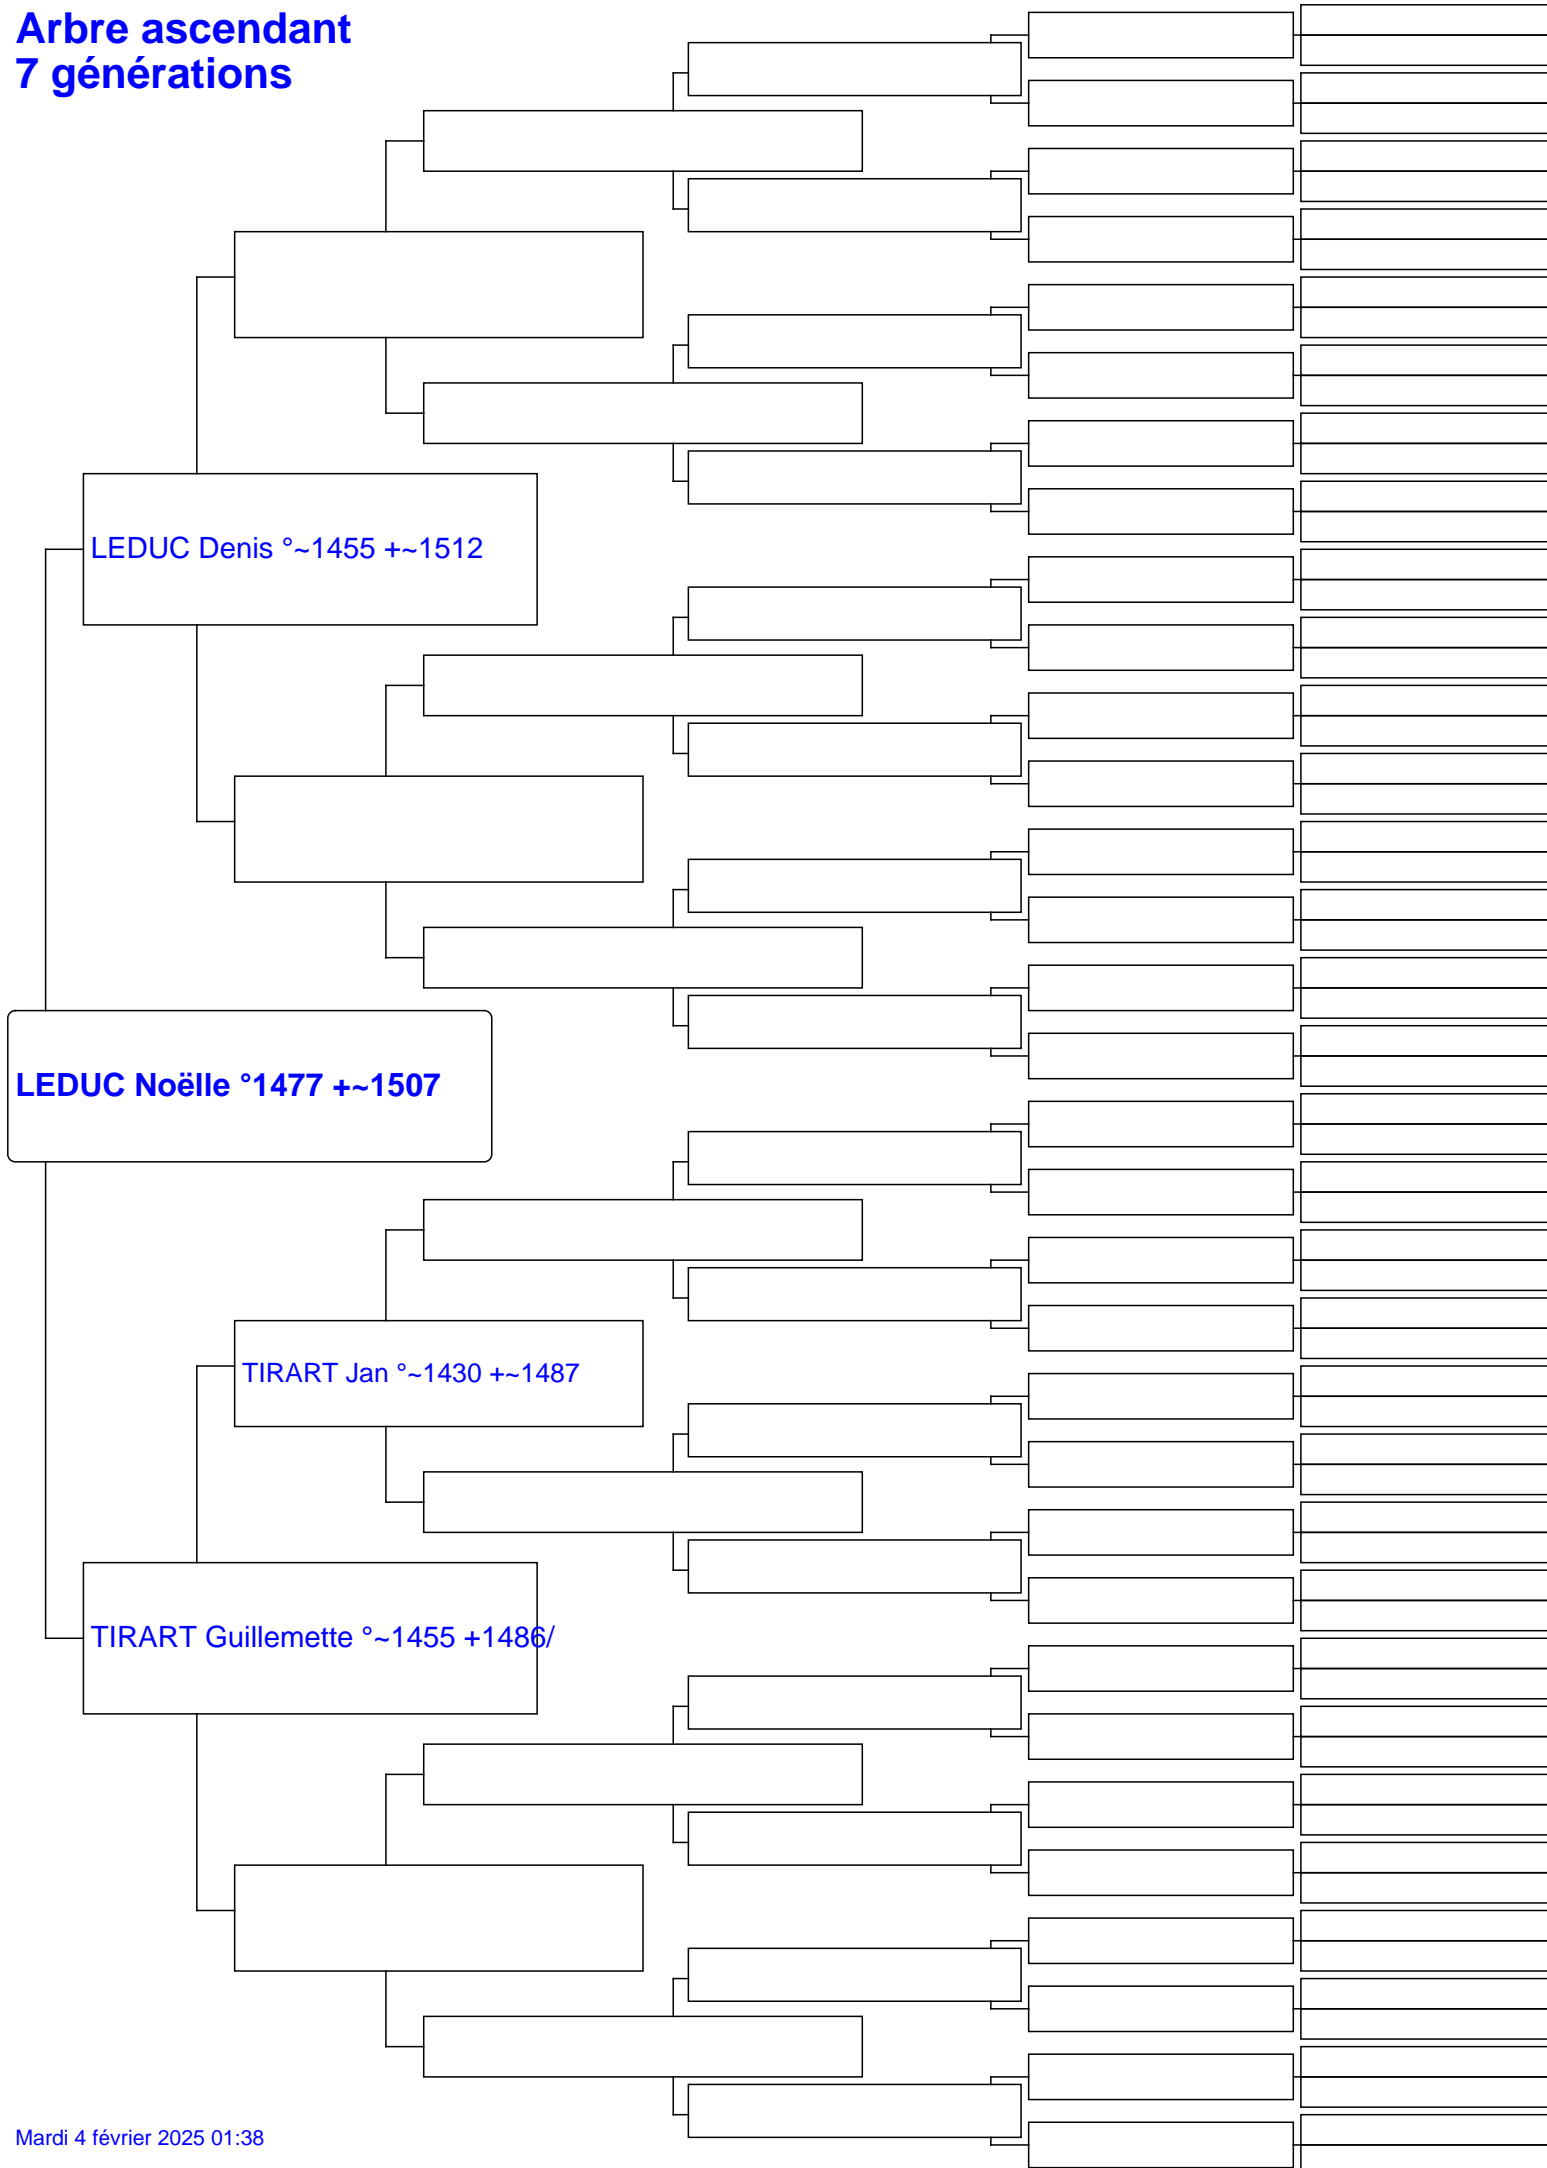 Arbre ascendant
7 générations
LEDUC Denis °~1455 +~1512
LEDUC Noëlle °1477 +~1507
TIRART Jan °~1430 +~1487
TIRART Guillemette °~1455 +1486/
Mardi 4 février 2025 01:38